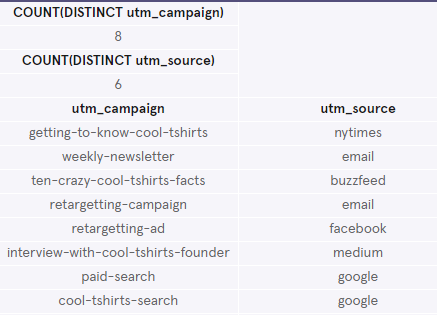 COUNT(DISTINCT utm_campaign)
8
COUNT(DISTINCT utm_source)
6
utm_campaign utm_source
getting-to-know-cool-tshirts nytimes
weekly-newsletter email
ten-crazy-cool-tshirts-facts buzzfeed
retargetting-campaign email
retargetting-ad facebook
interview-with-cool-tshirts-founder medium
paid-search google
cool-tshirts-search google